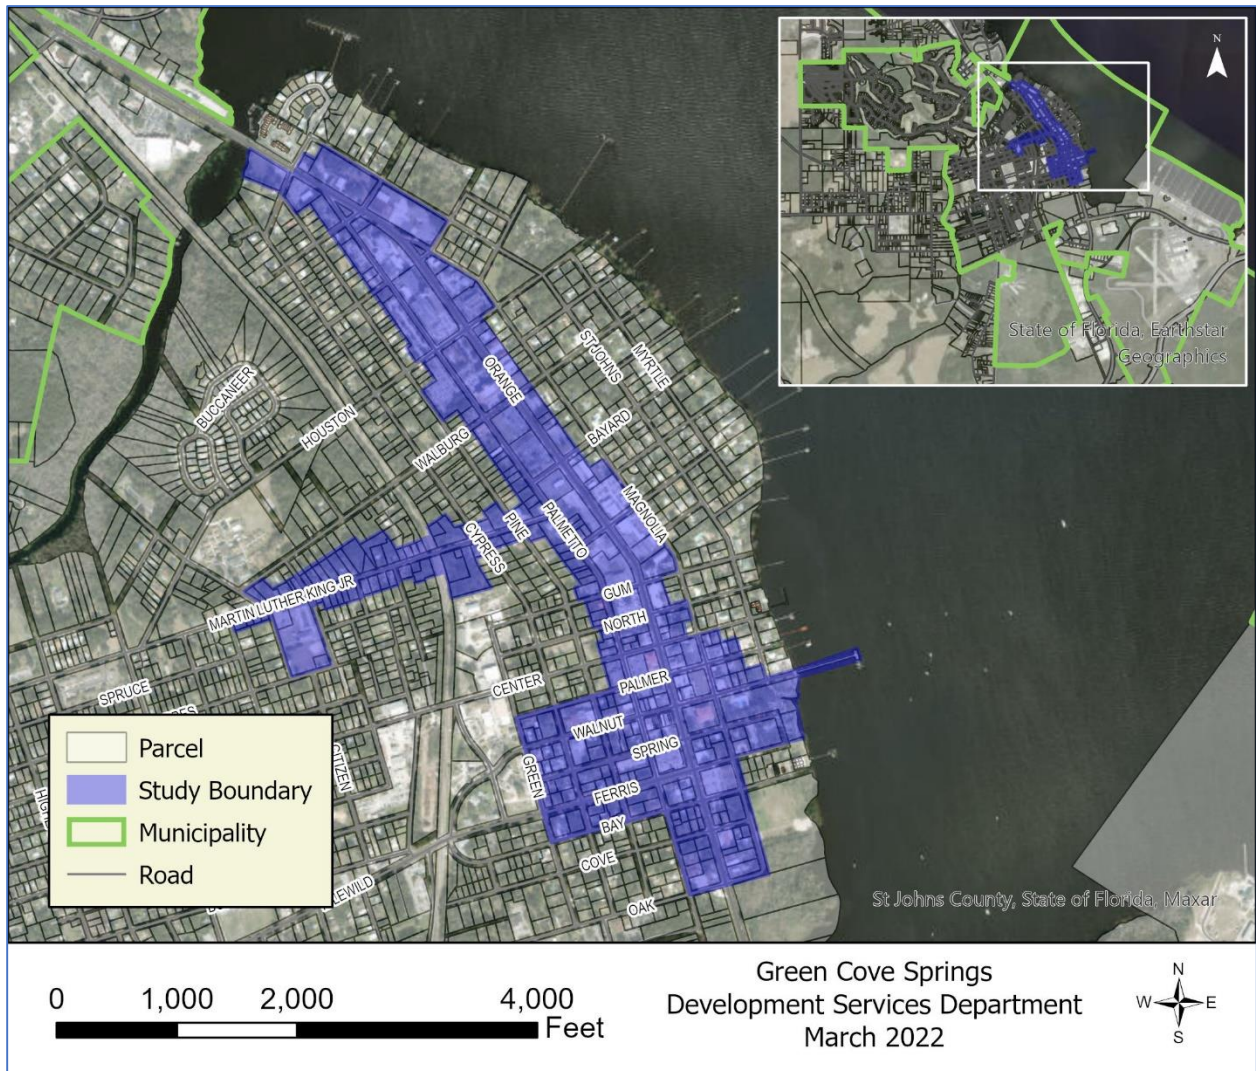 N
State of Florida, Earthstar
Geographics
MYRTLE
ST JOHNS
ORANGE
BUCCANEER
HOUSTON
WALBURG
BAYARD
MAGNOLIA
PINE
PALMETTO
CYPRESS
GUM
MARTIN LUTHER KING JR
NORTH
SPRUCE
CENTER
PALMER
WALNUT
SPRING
GREEN
FERRIS
BAY
COVE
OAK
CITIZEN
Parcel
Study Boundary
Municipality
Road
St Johns County, State of Florida, Maxar
0 1,000 2,000 4,000
Feet
Green Cove Springs
Development Services Department
March 2022
N
W E
S